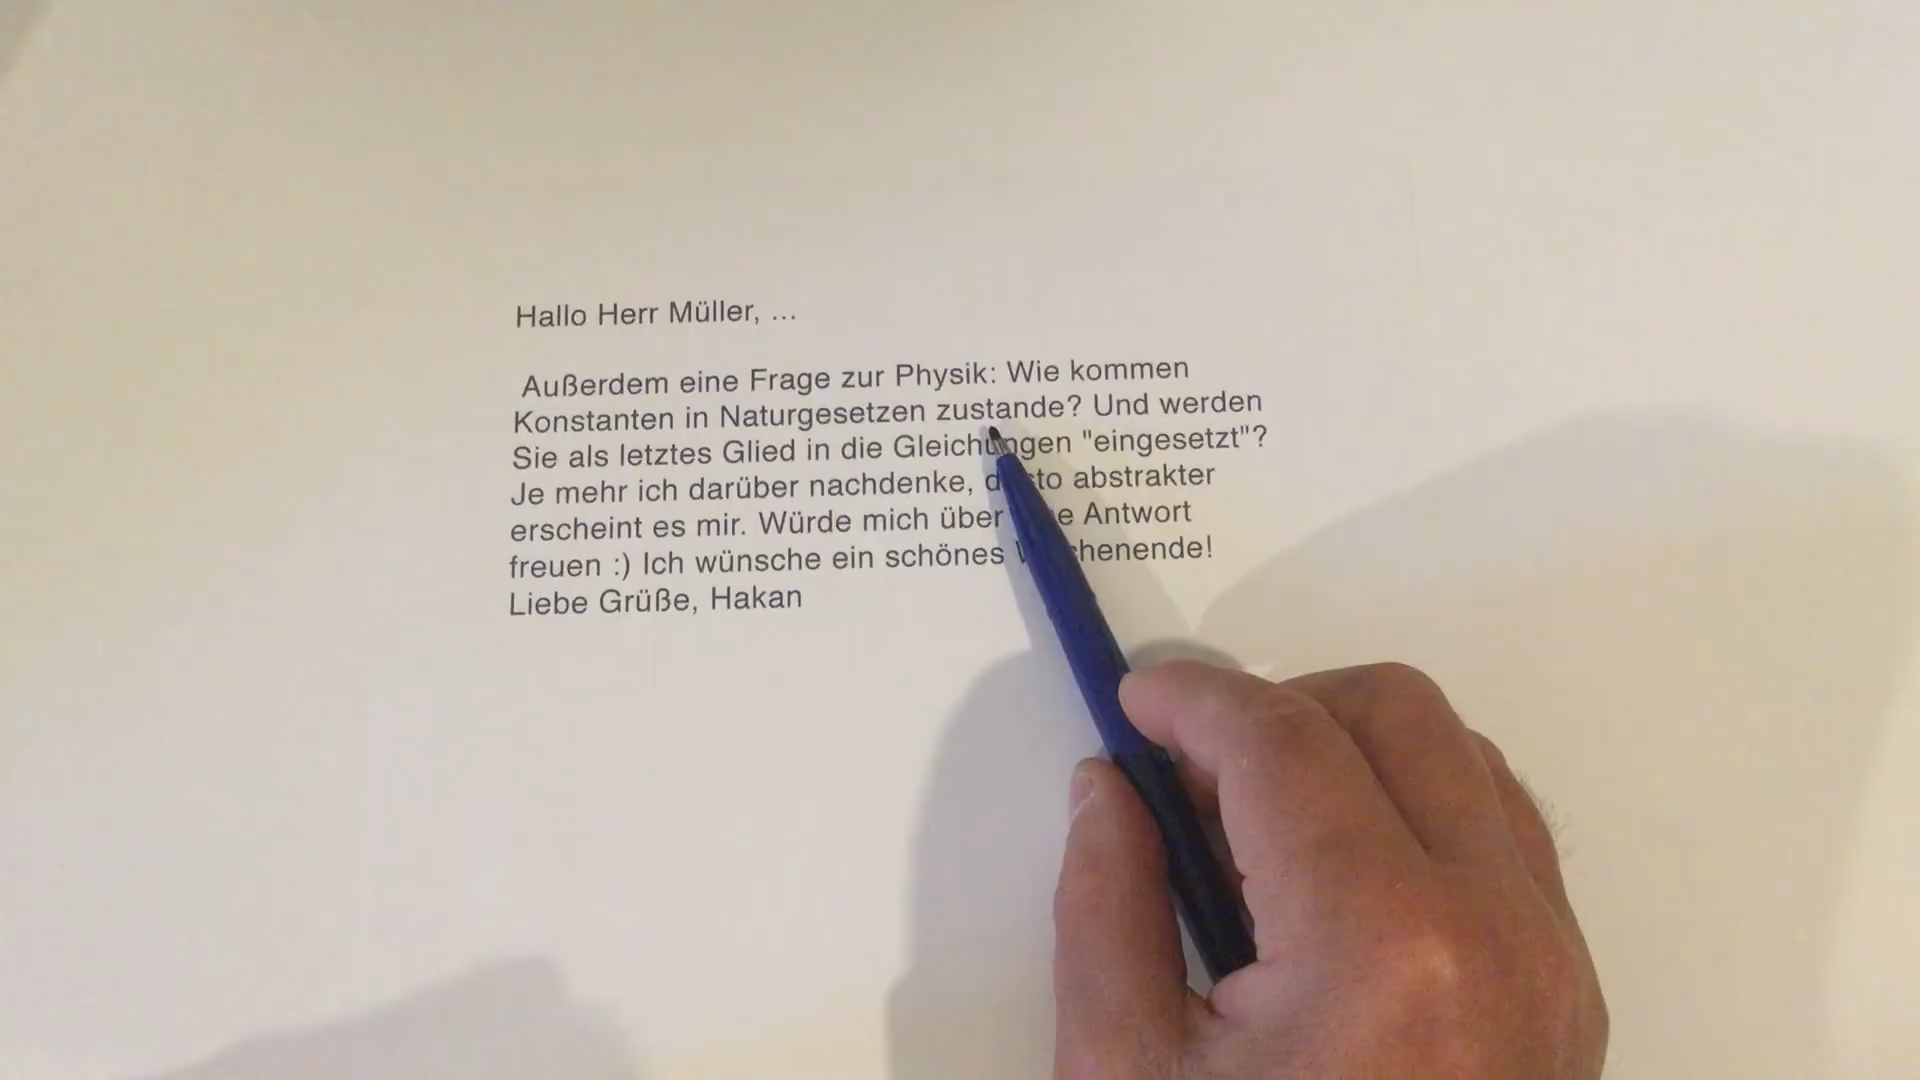 Hallo Herr Müller, ...
Außerdem eine Frage zur Physik: Wie kommen
Konstanten in Naturgesetzen zustande? Und werden
Sie als letztes Glied in die Gleichungen "eingesetzt"?
Je mehr ich darüber nachdenke, desto abstrakter
erscheint es mir. Würde mich über Antwort
freuen :) Ich wünsche ein schönes Wochenende!
Liebe Grüße, Hakan